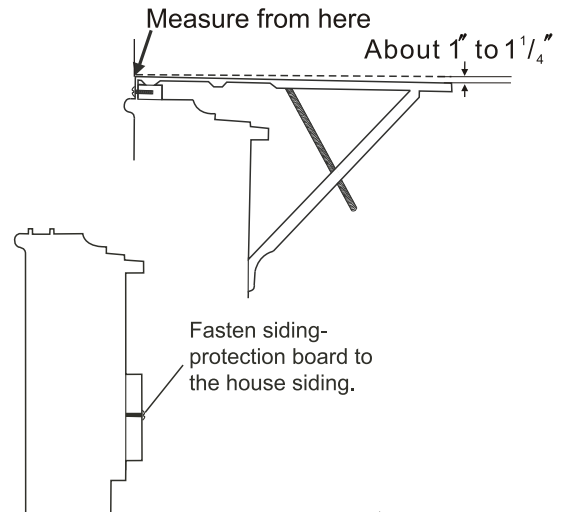 Measure from here
About 1" to 1 1/4"
Fasten siding-
protection board to
the house siding.